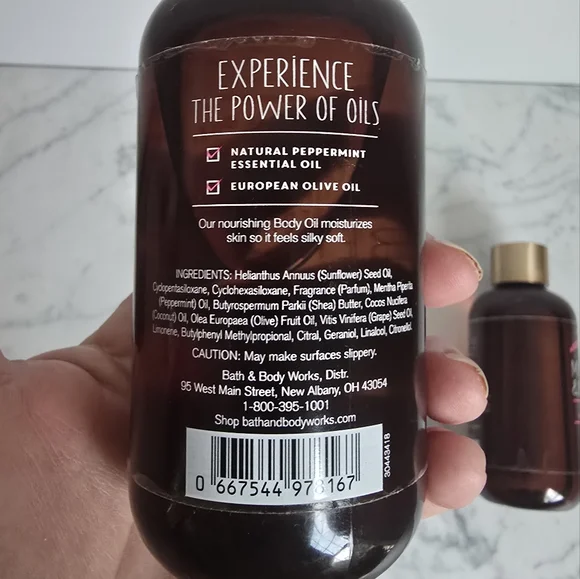 EXPERIENCE
THE POWER OF OILS
NATURAL PEPPERMINT
ESSENTIAL OIL
EUROPEAN OLIVE OIL
Our nourishing Body Oil moisturizes
skin so it feels silky soft.
INGREDIENTS: Helianthus Annuus (Sunflower) Seed Oil,
Cyclopentasiloxane, Cyclohexasiloxane, Fragrance (Parfum), Mentha Piperita
(Peppermint) Oil, Butyrospermum Parkii (Shea) Butter, Cocos Nucifera
(Coconut) Oil, Olea Europaea (Olive) Fruit Oil, Vitis Vinifera (Grape) Seed Oil,
Limonene, Butylphenyl Methylpropional, Citral, Geraniol, Linalool, Citronellol.
CAUTION: May make surfaces slippery.
Bath & Body Works, Distr.
95 West Main Street, New Albany, OH 43054
1-800-395-1001
Shop bathandbodyworks.com
0 667544 978167
30443418